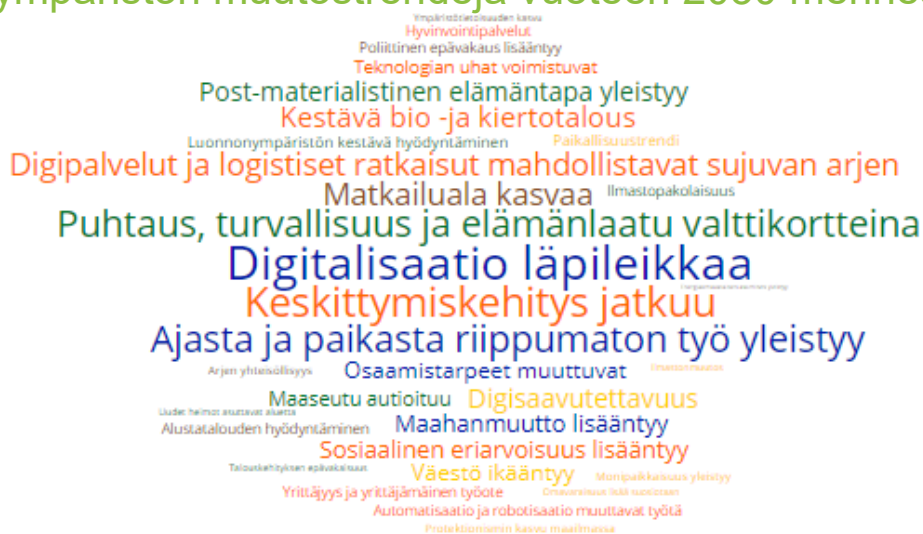 ympäristön muutostrendejä vuoteen 2030
Ympäristötietoisuuden kasvu
Hyvinvointipalvelut
Poliittinen epävakaus lisääntyy
Teknologian uhat voimistuvat
Post-materialistinen elämäntapa yleistyy
Kestävä bio -ja kiertotalous
Luonnonympäristön kestävä hyödyntäminen Paikallisuustrendi
Digipalvelut ja logistiset ratkaisut mahdollistavat sujuvan arjen
Matkailuala kasvaa Ilmastopakolaisuus
Puhtaus, turvallisuus ja elämänlaatu valttikortteina
Digitalisaatio läpileikkaa
Keskittymiskehitys jatkuu
Ajasta ja paikasta riippumaton työ yleistyy
Arjen yhteisöllisyys Osaamistarpeet muuttuvat Ilmastonmuutos
Maaseutu autioituu Digisaavutettavuus
Uudet heimot asuttavat aluetta
Alustatalouden hyödyntäminen Maahanmuutto lisääntyy
Sosiaalinen eriarvoisuus lisääntyy
Talouskehityksen epävakaisuus Väestö ikääntyy Monipaikkaisuus yleistyy
Yrittäjyys ja yrittäjämäinen työote Omavaraisuus lisää suosiotaan
Automatisaatio ja robotisaatio muuttavat työtä
Protektionismin kasvu maailmassa